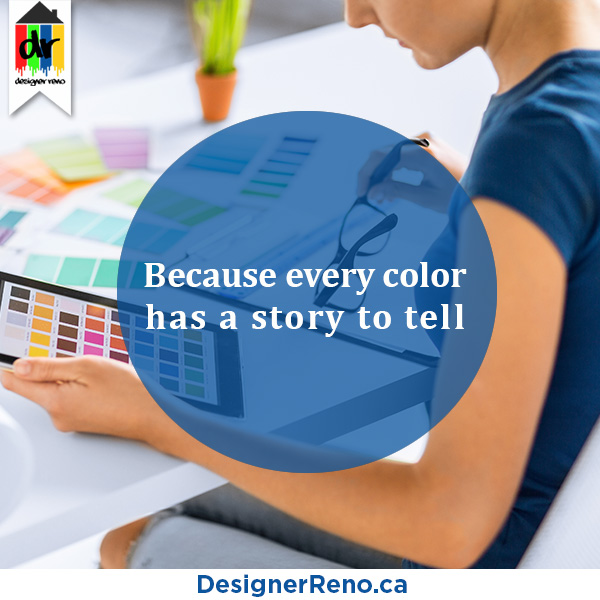 dr
designer reno
Because every color
has a story to tell
DesignerReno.ca